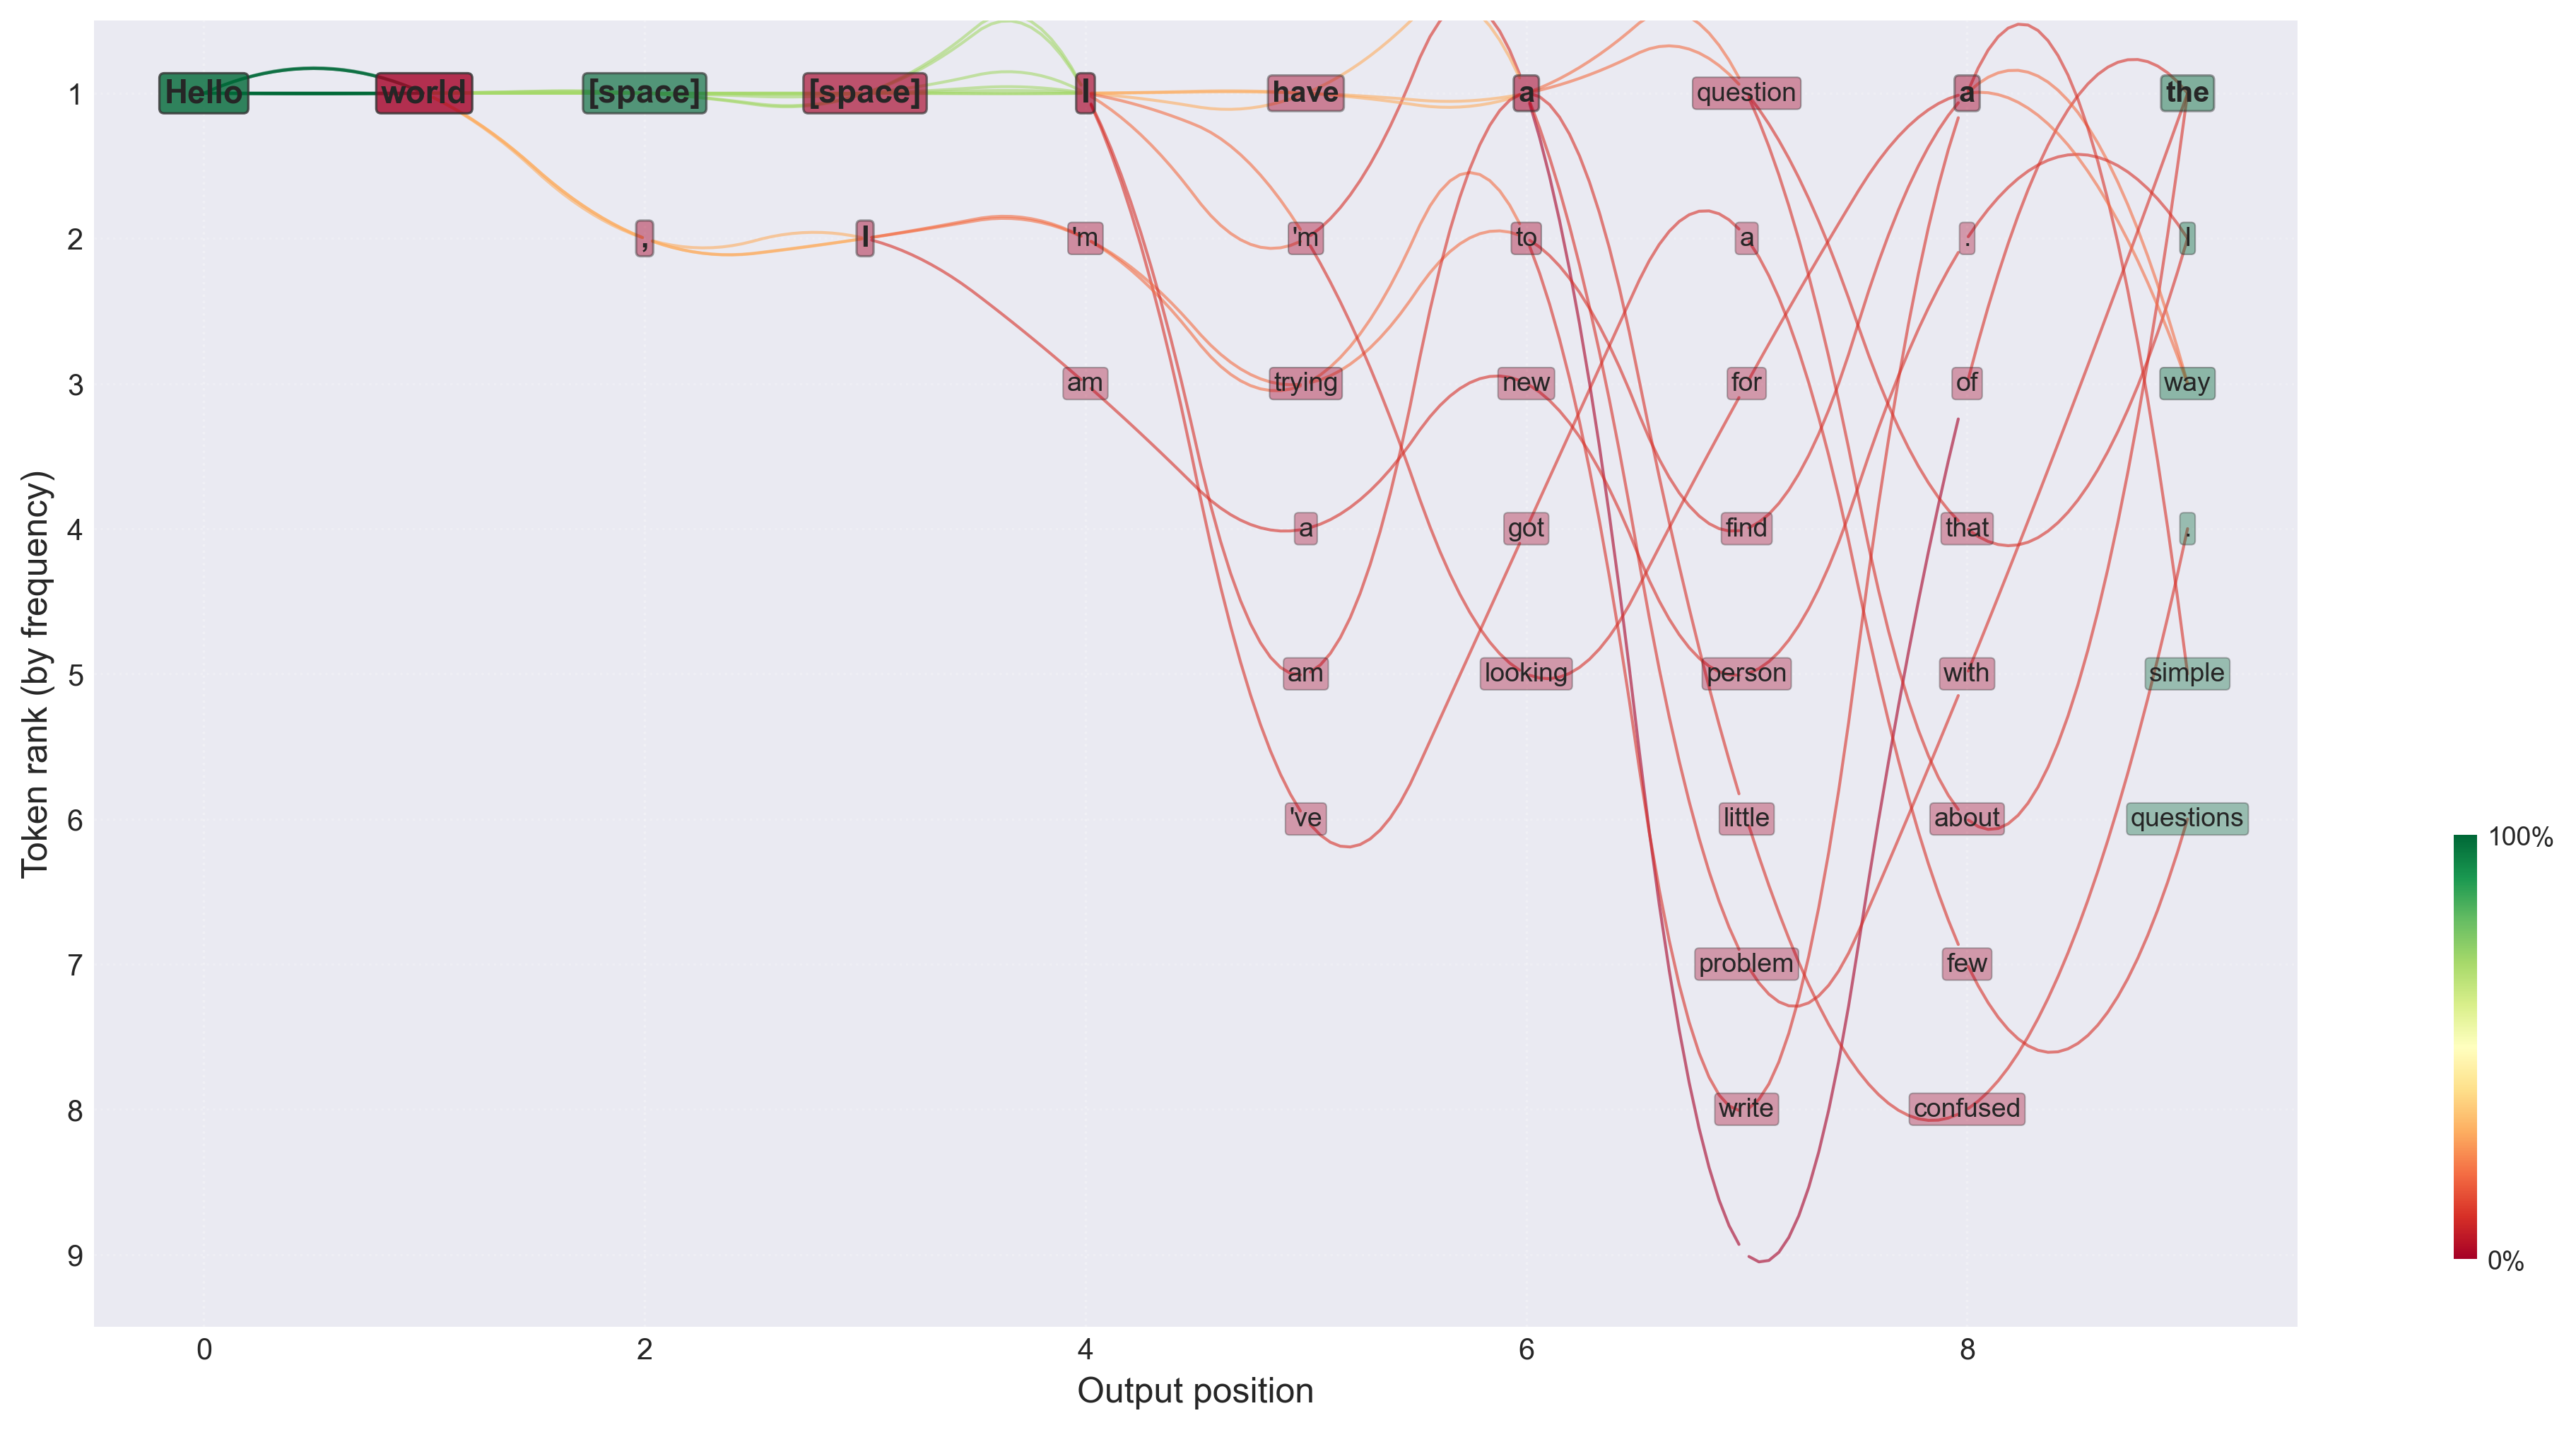 1 Hello world [space] [space] I have a question a the
2 , I 'm 'm to a . I
3 am trying new for of way
4 a got find that .
5 am looking person with simple
6 've little about questions
7 problem few
8 write confused
9
Token rank (by frequency)
0 2 4 6 8
Output position
100%
0%